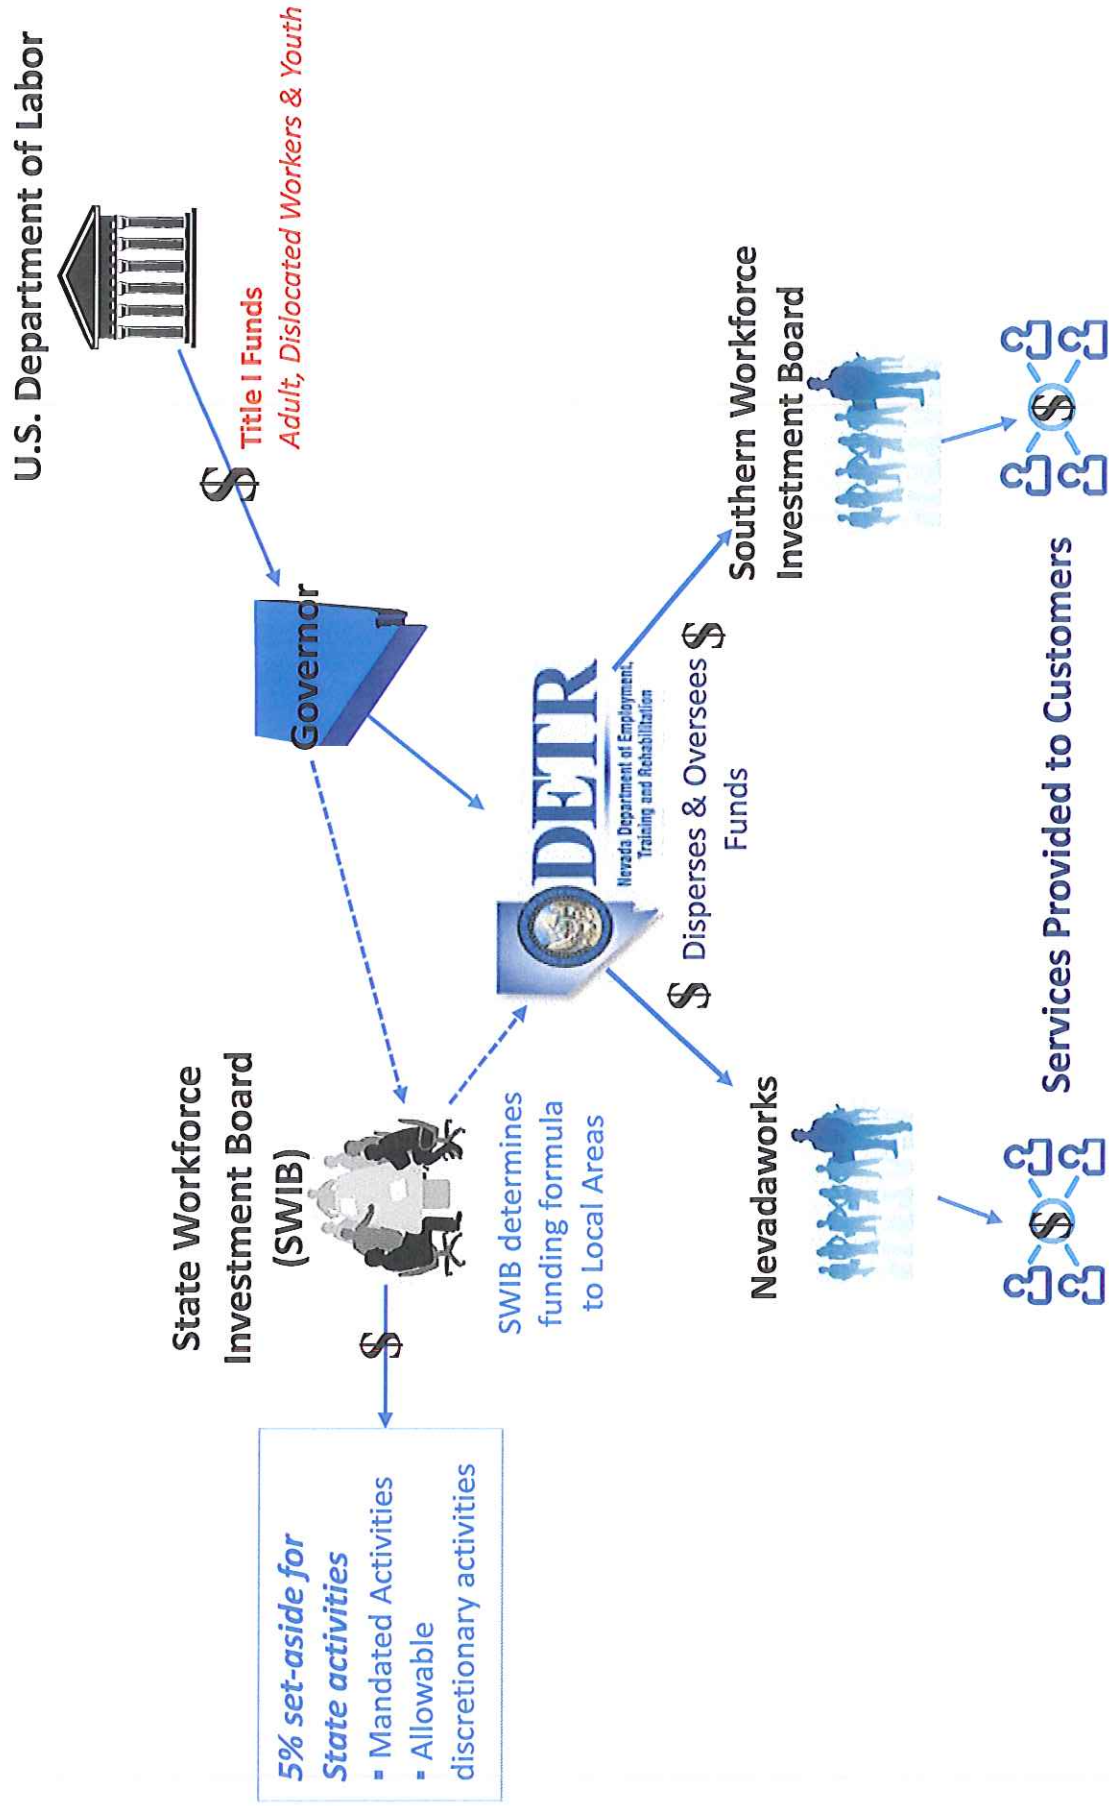 U.S. Department of Labor
$
Title I Funds
Adult, Dislocated Workers & Youth
Governor
State Workforce
Investment Board
(SWIB)
$
5% set-aside for
State activities
▪ Mandated Activities
▪ Allowable
discretionary activities
SWIB determines
funding formula
to Local Areas
DETR
Nevada Department of Employment,
Training and Rehabilitation
$ Disperses & Oversees $
Funds
Nevadaworks
Southern Workforce
Investment Board
$
Services Provided to Customers
$